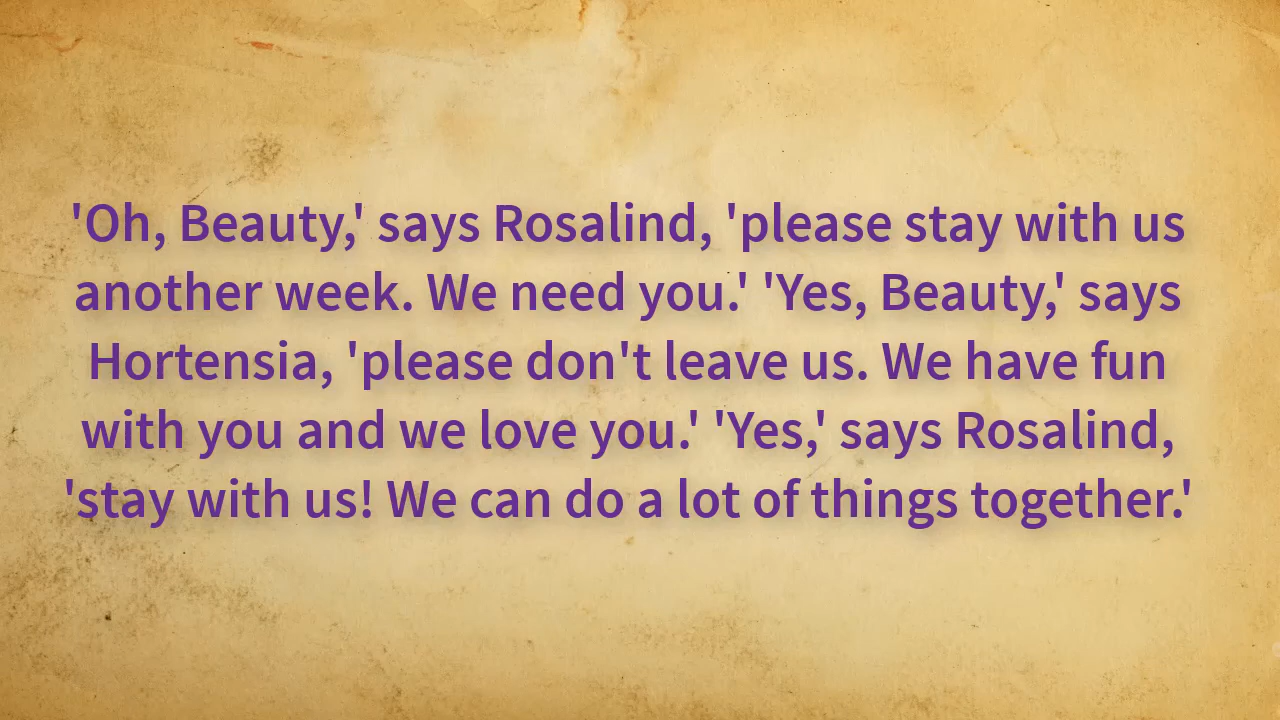 'Oh, Beauty,' says Rosalind, 'please stay with us
another week. We need you.' 'Yes, Beauty,' says
Hortensia, 'please don't leave us. We have fun
with you and we love you.' 'Yes,' says Rosalind,
'stay with us! We can do a lot of things together.'